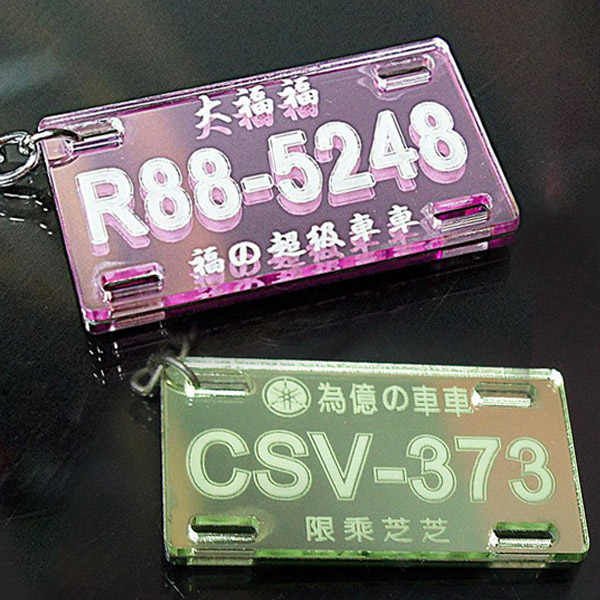 大福福
R88-5248
福の超級車車
為億の車車
CSV-373
限乘芝芝